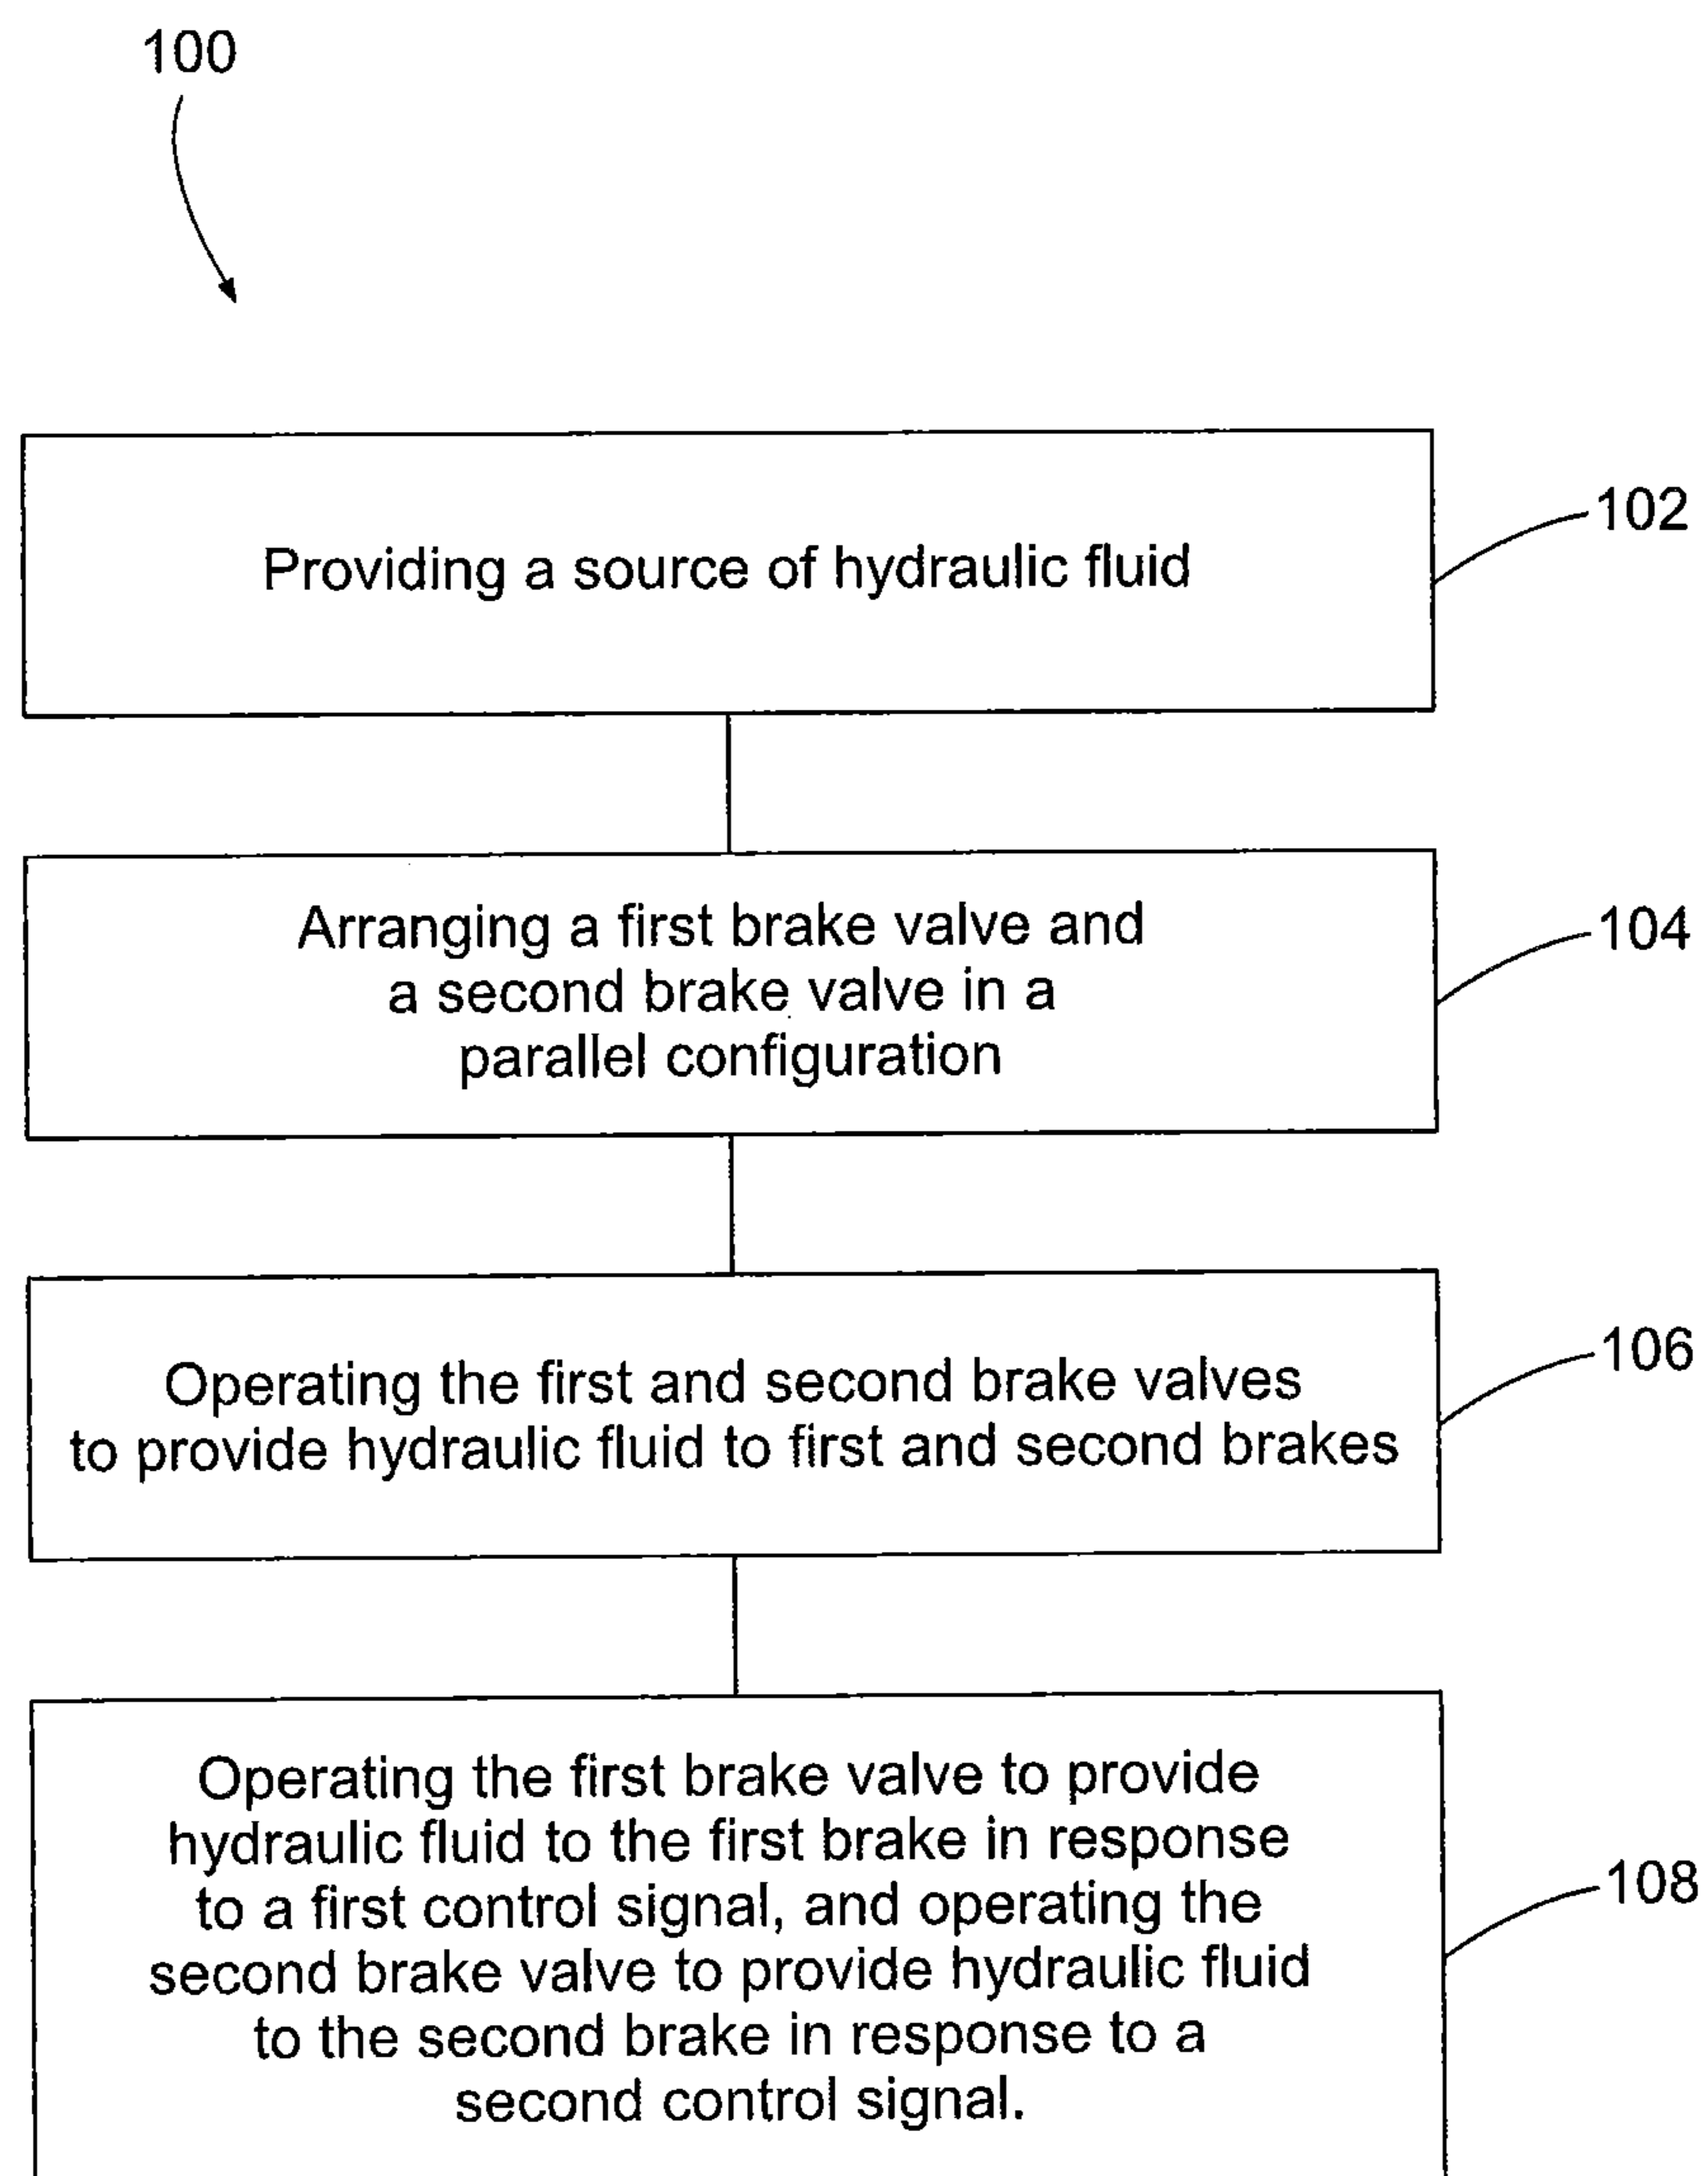 100
Providing a source of hydraulic fluid
102
Arranging a first brake valve and
a second brake valve in a
parallel configuration
104
Operating the first and second brake valves
to provide hydraulic fluid to first and second brakes
106
Operating the first brake valve to provide
hydraulic fluid to the first brake in response
to a first control signal, and operating the
second brake valve to provide hydraulic fluid
to the second brake in response to a
second control signal.
108